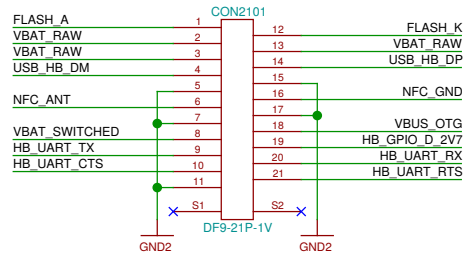 CON2101
FLASH_A 1
VBAT_RAW 2
VBAT_RAW 3
USB_HB_DM 4
5
NFC_ANT 6
7
VBAT_SWITCHED 8
HB_UART_TX 9
HB_UART_CTS 10
11
S1
12 FLASH_K
13 VBAT_RAW
14 USB_HB_DP
15
16 NFC_GND
17
18 VBUS_OTG
19 HB_GPIO_D_2V7
20 HB_UART_RX
21 HB_UART_RTS
S2
DF9-21P-1V
GND2
GND2